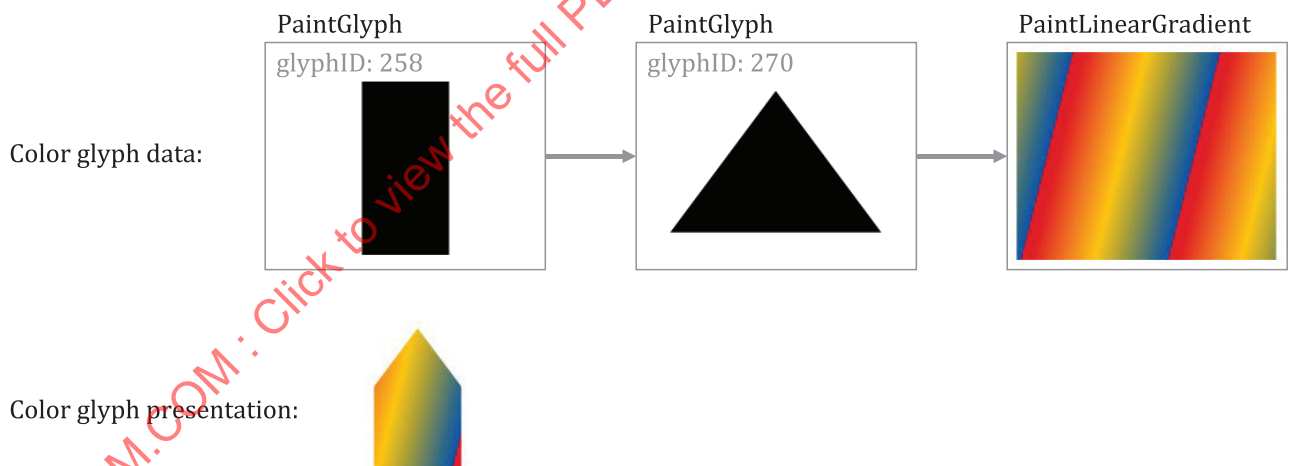 PaintGlyph
PaintGlyph
PaintLinearGradient
glyphID: 258
glyphID: 270
Color glyph data:
Color glyph presentation:
M.COM : Click to view the full P